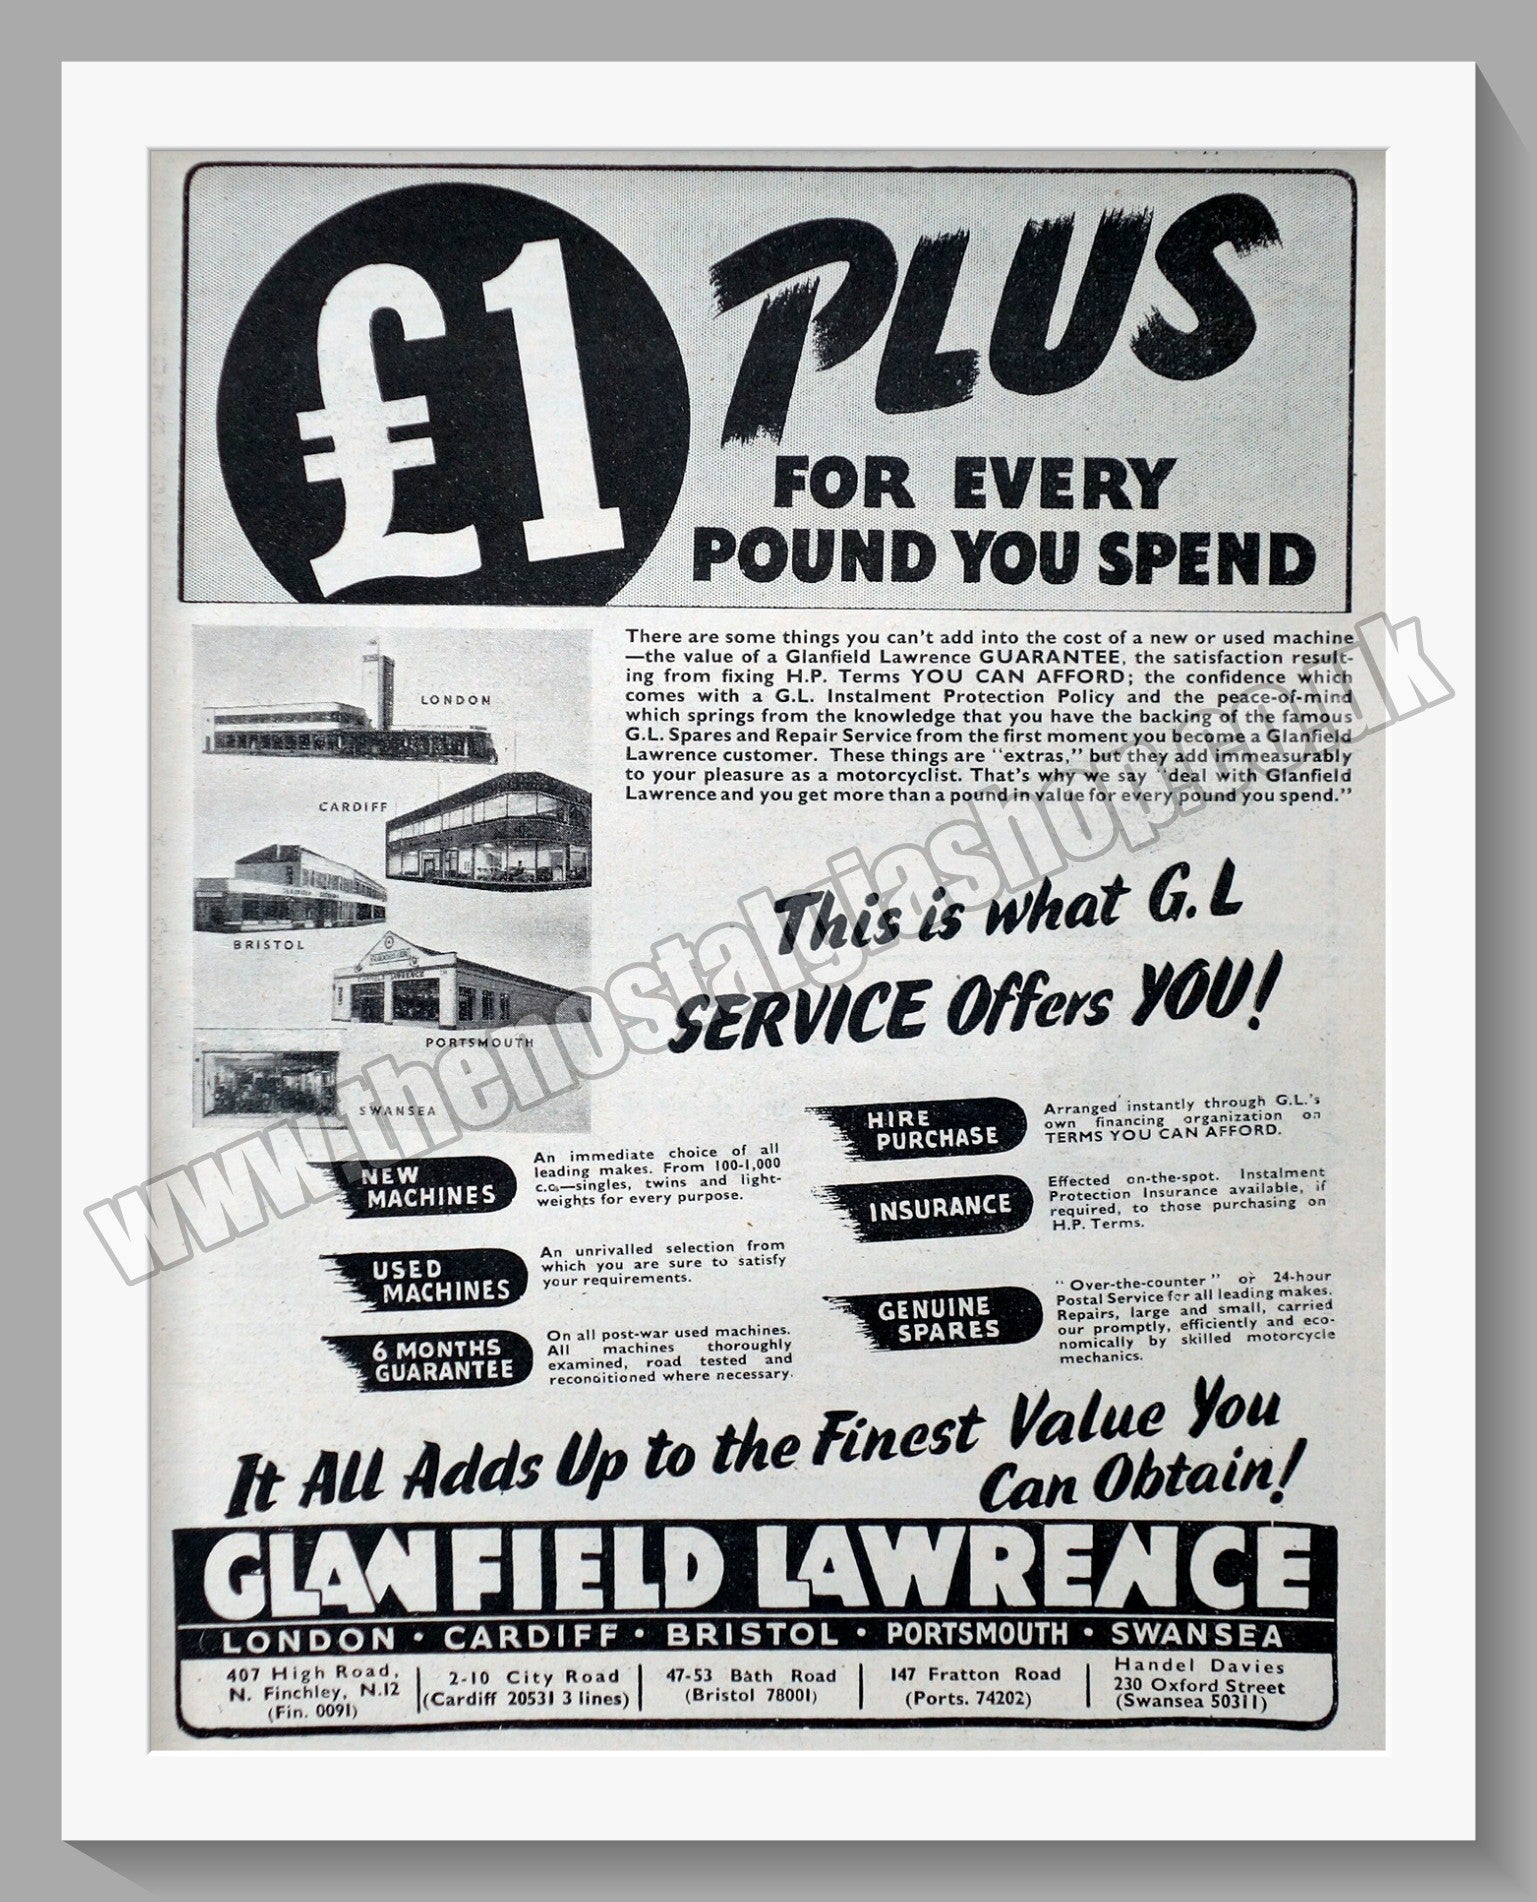 £1 PLUS
FOR EVERY
POUND YOU SPEND
LONDON
CARDIFF
BRISTOL
GLANFIELD LAWRENCE
PORTSMOUTH
SWANSEA
There are some things you can't add into the cost of a new or used machine
—the value of a Glanfield Lawrence GUARANTEE, the satisfaction result-
ing from fixing H.P. Terms YOU CAN AFFORD; the confidence which
comes with a G.L. Instalment Protection Policy and the peace-of-mind
which springs from the knowledge that you have the backing of the famous
G.L. Spares and Repair Service from the first moment you become a Glanfield
Lawrence customer. These things are "extras," but they add immeasurably
to your pleasure as a motorcyclist. That's why we say "deal with Glanfield
Lawrence and you get more than a pound in value for every pound you spend."
This is what G.L
SERVICE Offers YOU!
NEW
MACHINES
An immediate choice of all
leading makes. From 100-1,000
c.c.—singles, twins and light-
weights for every purpose.
USED
MACHINES
An unrivalled selection from
which you are sure to satisfy
your requirements.
6 MONTHS
GUARANTEE
On all post-war used machines.
All machines thoroughly
examined, road tested and
reconditioned where necessary.
HIRE
PURCHASE
Arranged instantly through G.L.'s
own financing organization on
TERMS YOU CAN AFFORD.
INSURANCE
Effected on-the-spot. Instalment
Protection Insurance available, if
required, to those purchasing on
H.P. Terms.
GENUINE
SPARES
"Over-the-counter" or 24-hour
Postal Service for all leading makes.
Repairs, large and small, carried
our promptly, efficiently and eco-
nomically by skilled motorcycle
mechanics.
It All Adds Up to the Finest Value You
Can Obtain!
GLANFIELD LAWRENCE
LONDON · CARDIFF · BRISTOL · PORTSMOUTH · SWANSEA
407 High Road,
N. Finchley, N.12
(Fin. 0091)
2-10 City Road
(Cardiff 20531 3 lines)
47-53 Bath Road
(Bristol 78001)
147 Fratton Road
(Ports. 74202)
Handel Davies
230 Oxford Street
(Swansea 50311)
www.thenostalgiashop.co.uk